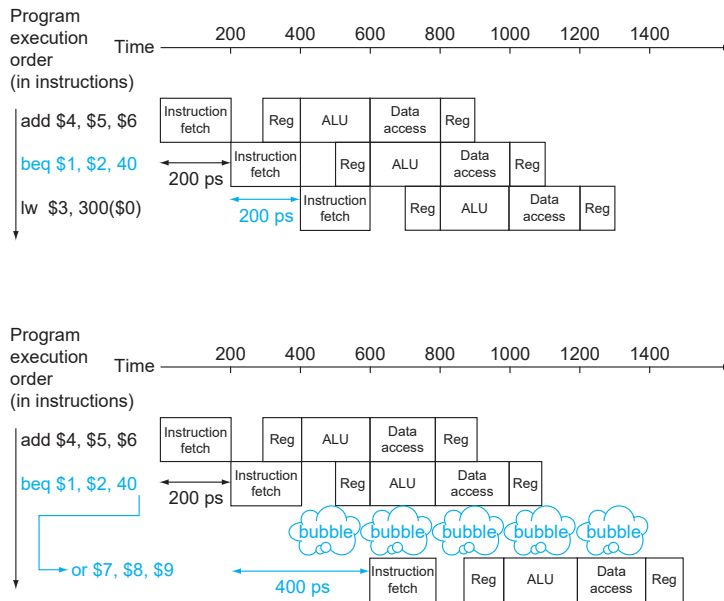 Program
execution
order
(in instructions)
Time
200 400 600 800 1000 1200 1400
add $4, $5, $6
Instruction
fetch
Reg
ALU
Data
access
Reg
beq $1, $2, 40
200 ps
Instruction
fetch
Reg
ALU
Data
access
Reg
lw $3, 300($0)
200 ps
Instruction
fetch
Reg
ALU
Data
access
Reg
Program
execution
order
(in instructions)
Time
200 400 600 800 1000 1200 1400
add $4, $5, $6
Instruction
fetch
Reg
ALU
Data
access
Reg
beq $1, $2, 40
200 ps
Instruction
fetch
Reg
ALU
Data
access
Reg
bubble bubble bubble bubble bubble
or $7, $8, $9
400 ps
Instruction
fetch
Reg
ALU
Data
access
Reg